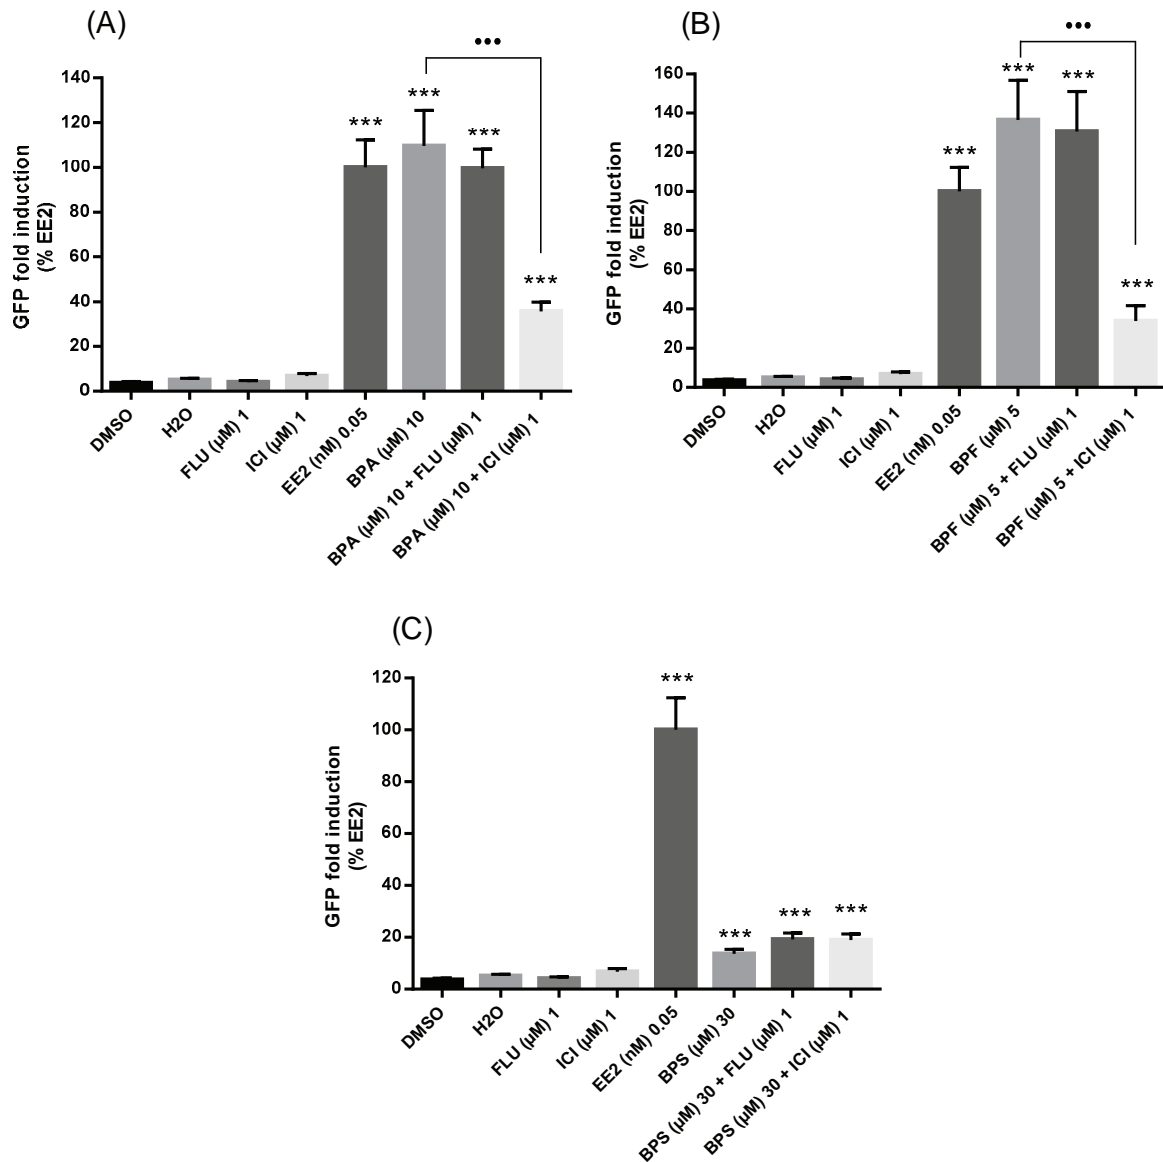 (A)
•••
140
120
100
80
60
40
20
0
GFP fold induction
(% EE2)
***
***
***
***
DMSO
H2O
FLU (µM) 1
ICI (µM) 1
EE2 (nM) 0.05
BPA (µM) 10
BPA (µM) 10 + FLU (µM) 1
BPA (µM) 10 + ICI (µM) 1
(B)
•••
160
140
120
100
80
60
40
20
0
GFP fold induction
(% EE2)
***
***
***
***
DMSO
H2O
FLU (µM) 1
ICI (µM) 1
EE2 (nM) 0.05
BPF (µM) 5
BPF (µM) 5 + FLU (µM) 1
BPF (µM) 5 + ICI (µM) 1
(C)
120
100
80
60
40
20
0
GFP fold induction
(% EE2)
***
***
***
***
DMSO
H2O
FLU (µM) 1
ICI (µM) 1
EE2 (nM) 0.05
BPS (µM) 30
BPS (µM) 30 + FLU (µM) 1
BPS (µM) 30 + ICI (µM) 1